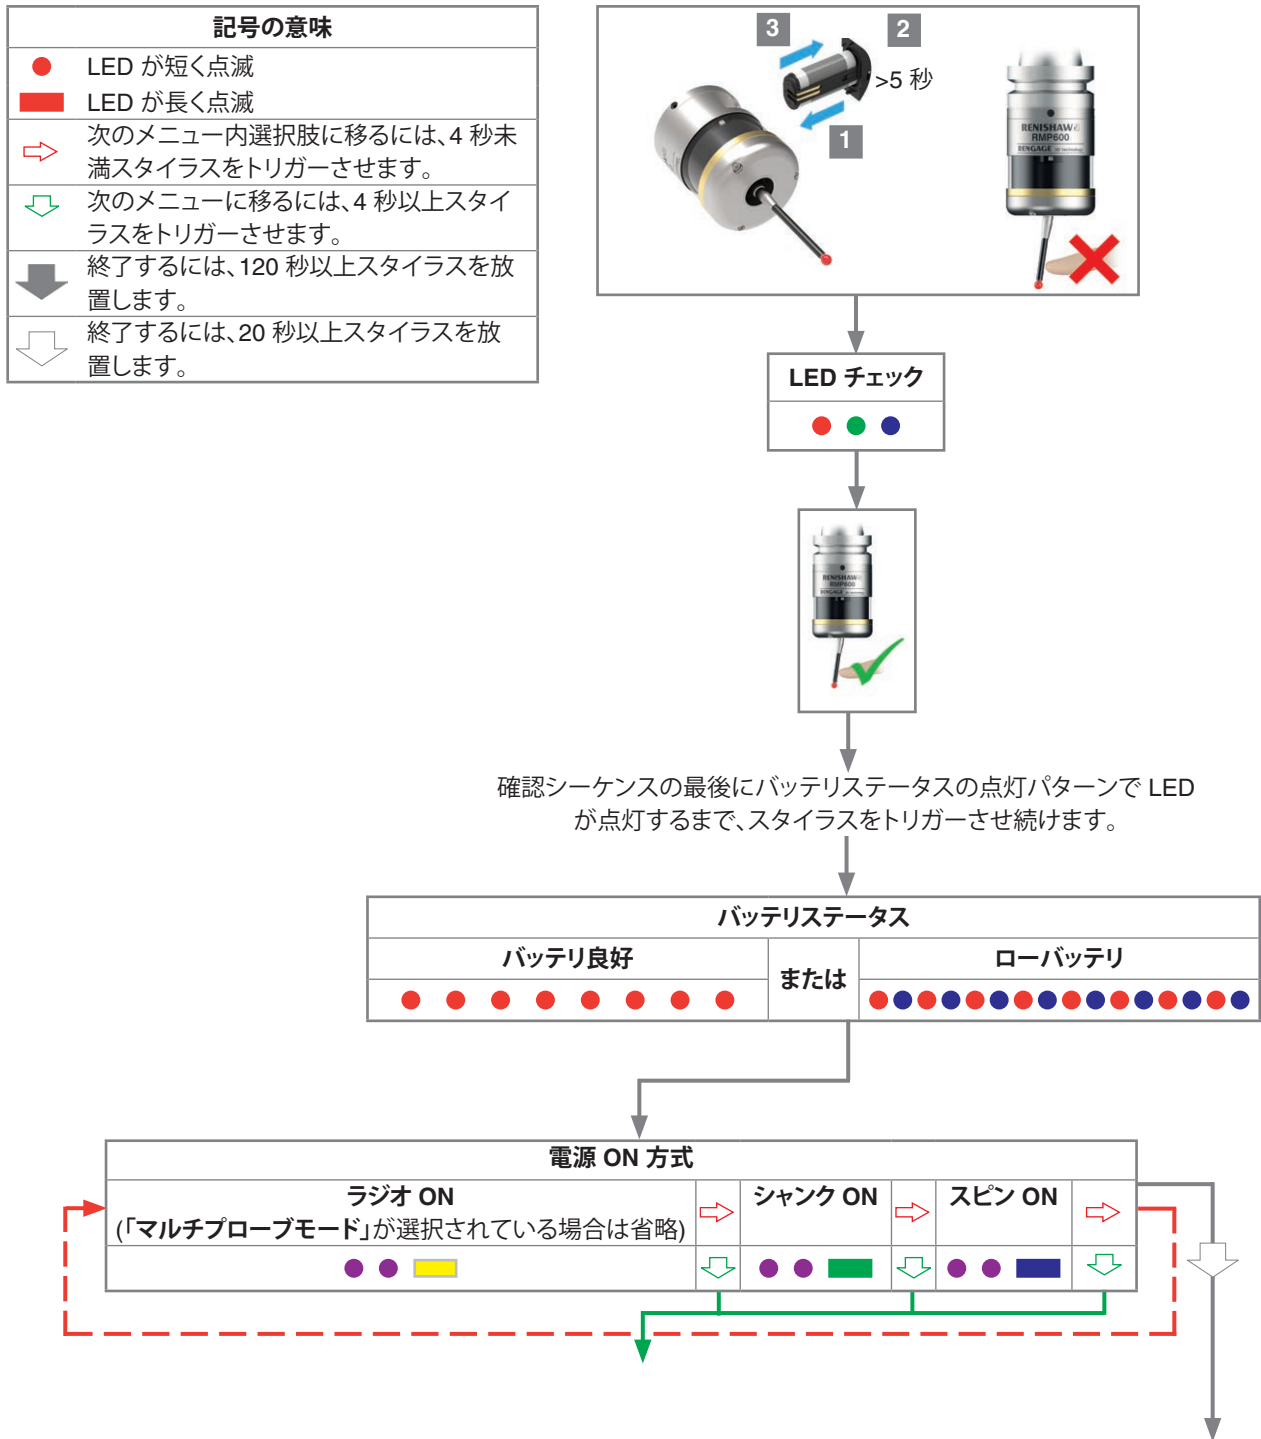 記号の意味
LED が短く点滅
LED が長く点滅
次のメニュー内選択肢に移るには、4 秒未
満スタイラスをトリガーさせます。
次のメニューに移るには、4 秒以上スタイ
ラスをトリガーさせます。
終了するには、120 秒以上スタイラスを放
置します。
終了するには、20 秒以上スタイラスを放
置します。
3
2
>5 秒
1
RENISHAW
RMP600
RENGAGE
LED チェック
RENISHAW
RMP600
RENGAGE
確認シーケンスの最後にバッテリステータスの点灯パターンで LED
が点灯するまで、スタイラスをトリガーさせ続けます。
バッテリステータス
バッテリ良好
または
ローバッテリ
電源 ON 方式
ラジオ ON
(「マルチプローブモード」が選択されている場合は省略)
シャンク ON
スピン ON